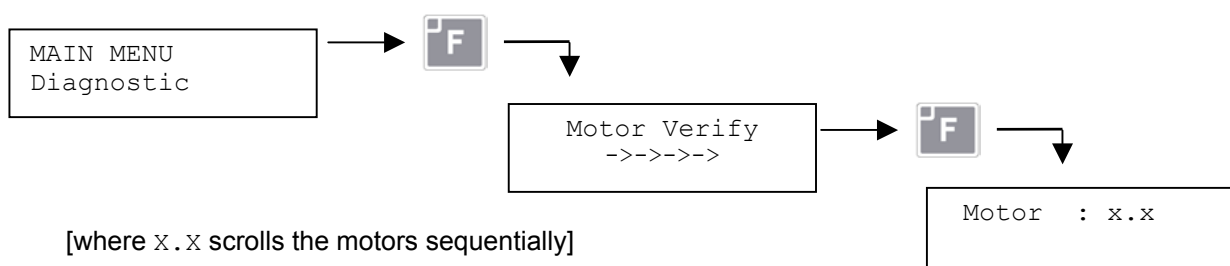 MAIN MENU
Diagnostic
F
Motor Verify
->->->->
F
Motor : x.x
[where X.X scrolls the motors sequentially]